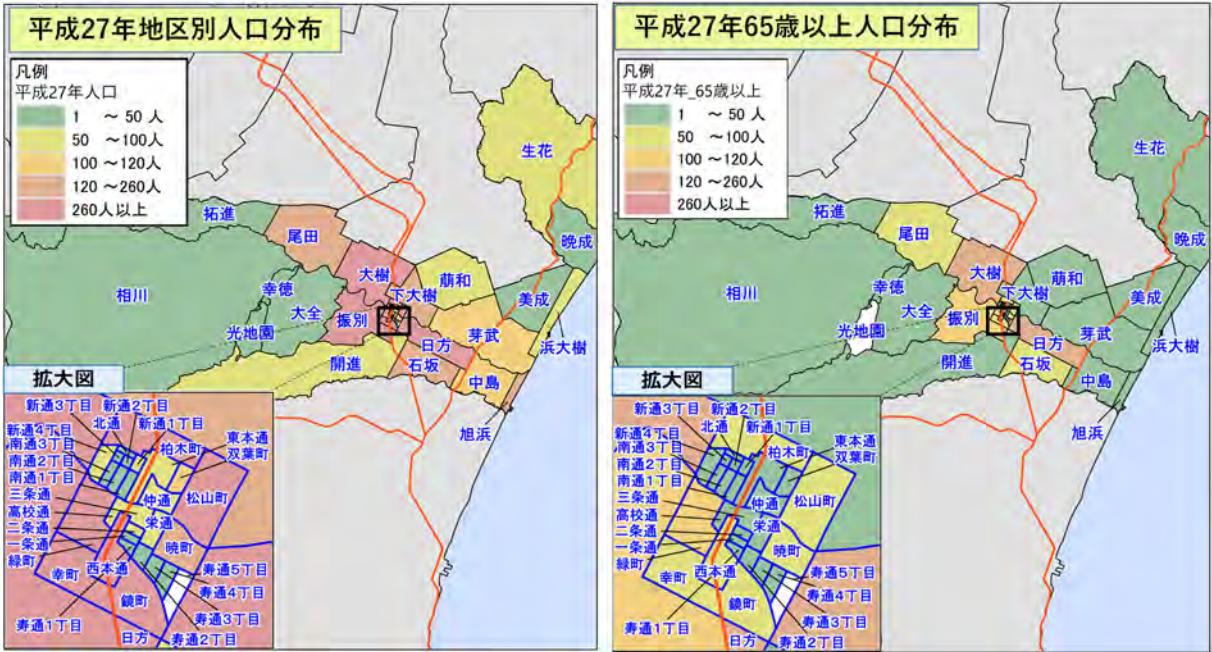 平成27年地区別人口分布
凡例
平成27年人口
1 ～ 50 人
50 ～100人
100 ～120人
120 ～260人
260人以上
生花
拓進
晩成
尾田
大樹
萠和
相川
幸徳
下大樹
美成
大全
振別
芽武
光地園
日方
浜大樹
開進
石坂
中島
旭浜
拡大図
新通3丁目
新通2丁目
北通
新通1丁目
新通4丁目
柏木町
東本通
南通3丁目
双葉町
南通2丁目
南通1丁目
仲通
松山町
三条通
高校通
栄通
二条通
暁町
一条通
緑町
西本通
幸町
寿通5丁目
鏡町
寿通4丁目
寿通3丁目
寿通1丁目
日方
寿通2丁目
平成27年65歳以上人口分布
凡例
平成27年_65歳以上
1 ～ 50 人
50 ～100人
100 ～120人
120 ～260人
260人以上
生花
拓進
晩成
尾田
大樹
萠和
相川
幸徳
下大樹
美成
大全
振別
芽武
光地園
日方
浜大樹
開進
石坂
中島
旭浜
拡大図
新通3丁目
新通2丁目
北通
新通1丁目
新通4丁目
柏木町
東本通
南通3丁目
双葉町
南通2丁目
南通1丁目
仲通
松山町
三条通
高校通
栄通
二条通
暁町
一条通
緑町
西本通
幸町
寿通5丁目
鏡町
寿通4丁目
寿通3丁目
寿通1丁目
日方
寿通2丁目